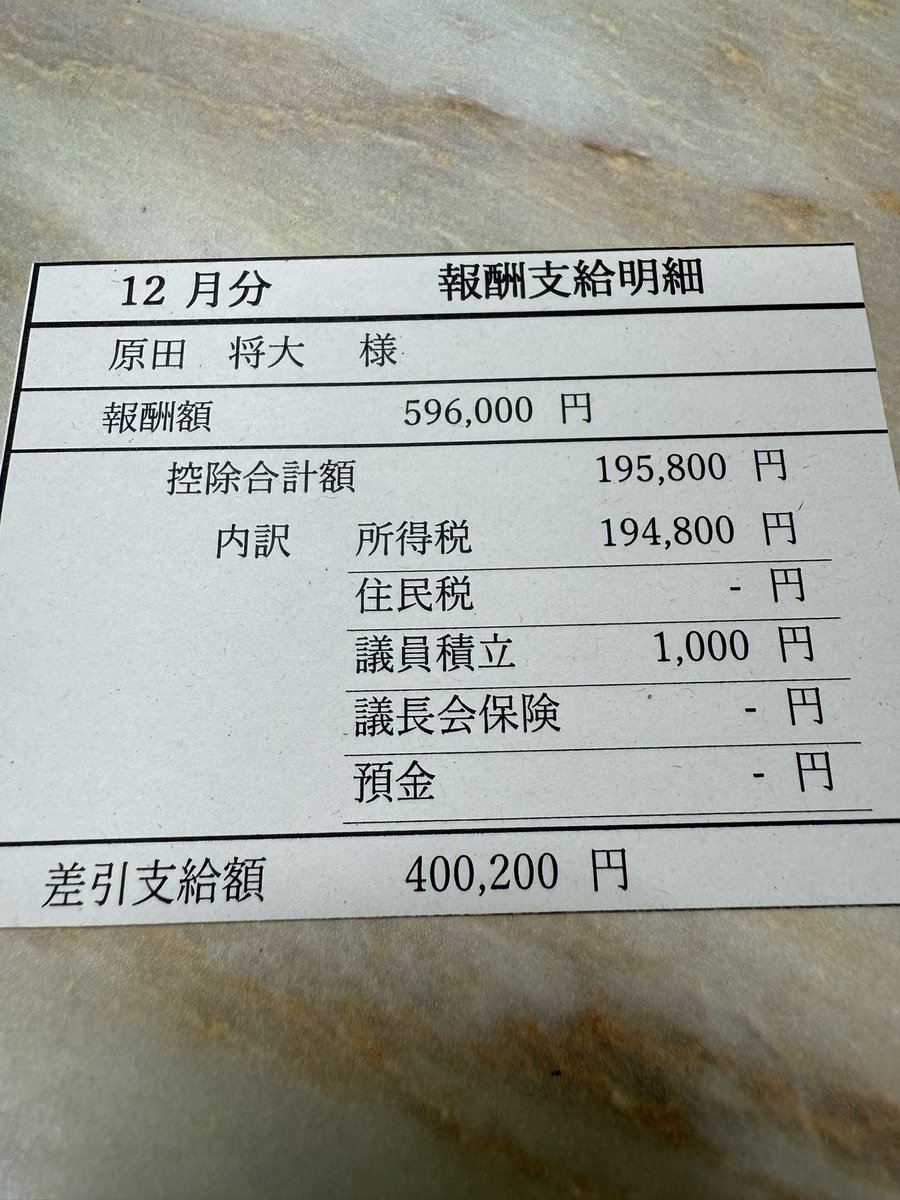 12 月分 報酬支給明細
原田 将大 様
報酬額 596,000 円
控除合計額 195,800 円
内訳 所得税 194,800 円
住民税 - 円
議員積立 1,000 円
議長会保険 - 円
預金 - 円
差引支給額 400,200 円